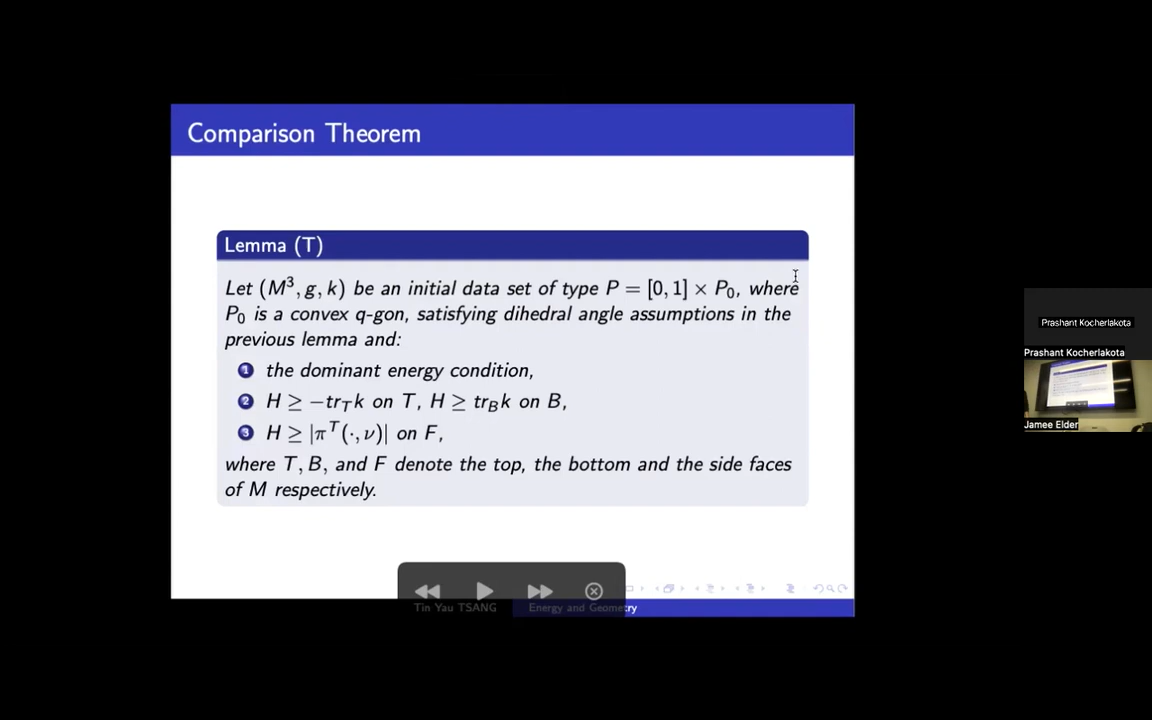 Comparison Theorem
Lemma (T)
Let (M³, g, k) be an initial data set of type P = [0, 1] × P₀, where
P₀ is a convex q-gon, satisfying dihedral angle assumptions in the
previous lemma and:
1 the dominant energy condition,
2 H ≥ −tr_T k on T, H ≥ tr_B k on B,
3 H ≥ |π^T(·, ν)| on F,
where T, B, and F denote the top, the bottom and the side faces
of M respectively.
Tin Yau TSANG
Energy and Geometry
Prashant Kocherlakota
Prashant Kocherlakota
Jamee Elder